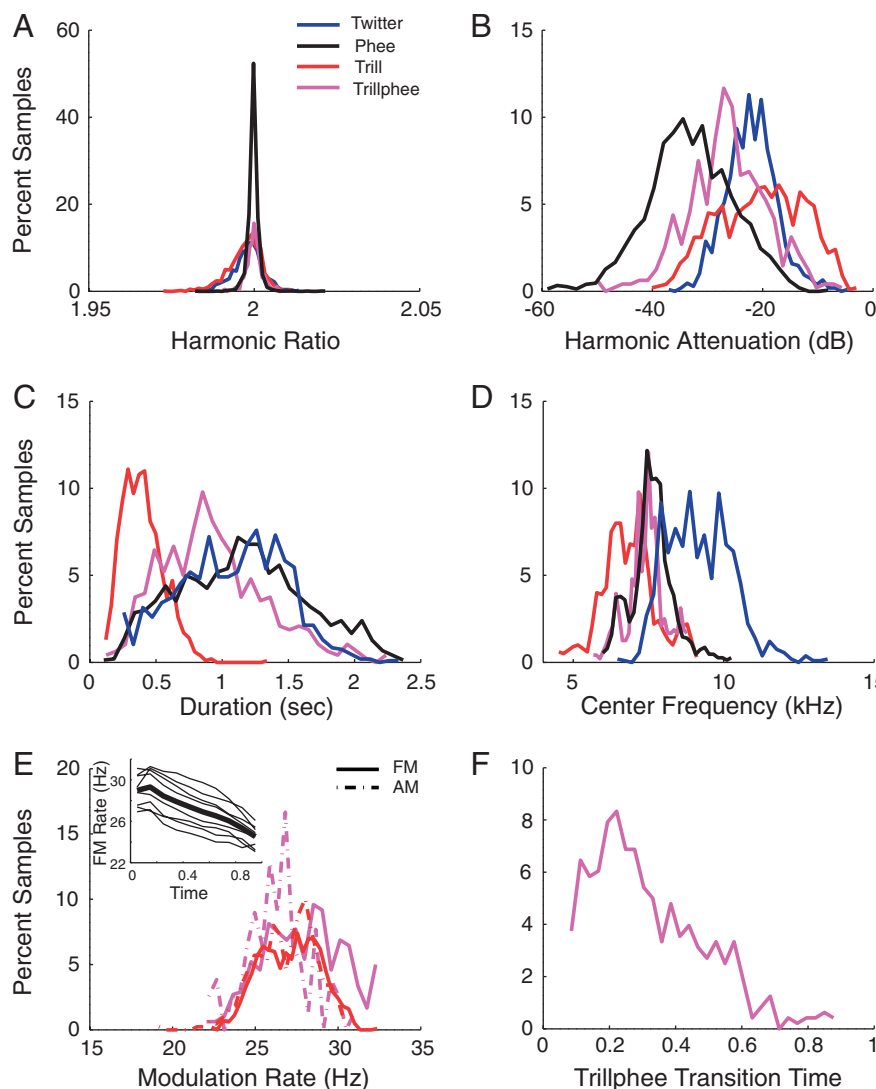 A
Percent Samples
60
40
20
0
1.95
2
2.05
Harmonic Ratio
Twitter
Phee
Trill
Trillphee
B
15
10
5
0
-60
-40
-20
0
Harmonic Attenuation (dB)
C
Percent Samples
15
10
5
0
0
0.5
1
1.5
2
2.5
Duration (sec)
D
15
10
5
0
5
10
15
Center Frequency (kHz)
E
Percent Samples
20
15
10
5
0
15
20
25
30
35
Modulation Rate (Hz)
FM Rate (Hz)
30
26
22
0
0.4
0.8
Time
FM
AM
F
10
8
6
4
2
0
0
0.2
0.4
0.6
0.8
1
Trillphee Transition Time